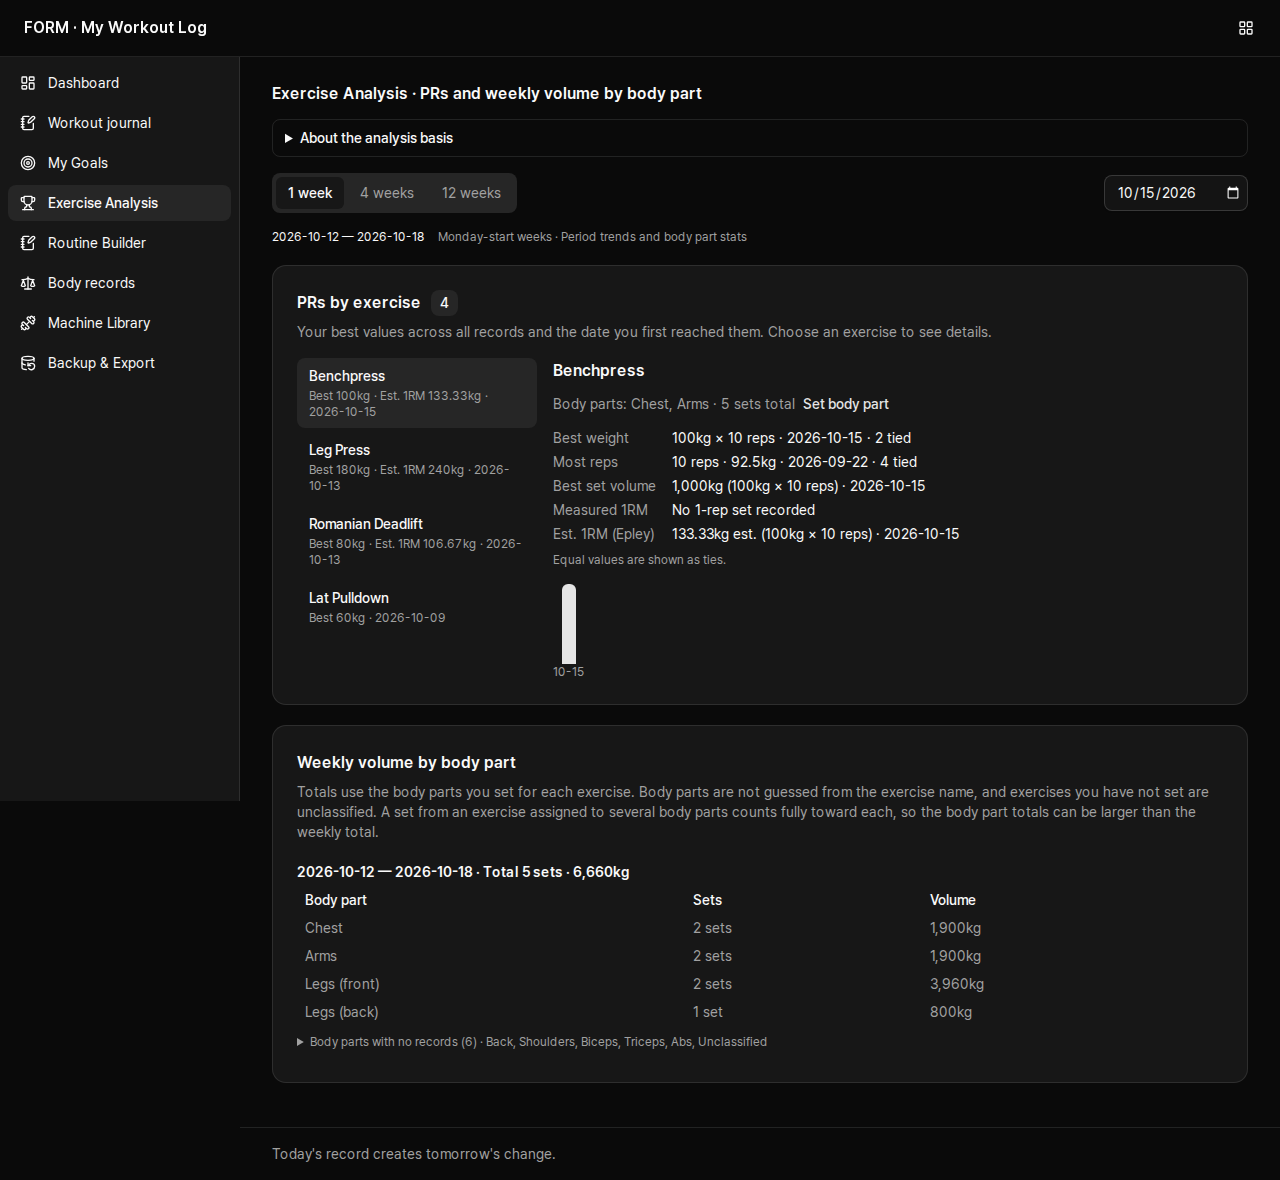 FORM · My Workout Log
Dashboard
Workout journal
My Goals
Exercise Analysis
Routine Builder
Body records
Machine Library
Backup & Export
Exercise Analysis · PRs and weekly volume by body part
▶ About the analysis basis
1 week 4 weeks 12 weeks
10/15/2026
2026-10-12 — 2026-10-18 Monday-start weeks · Period trends and body part stats
PRs by exercise 4
Your best values across all records and the date you first reached them. Choose an exercise to see details.
Benchpress
Best 100kg · Est. 1RM 133.33kg ·
2026-10-15
Leg Press
Best 180kg · Est. 1RM 240kg · 2026-
10-13
Romanian Deadlift
Best 80kg · Est. 1RM 106.67kg · 2026-
10-13
Lat Pulldown
Best 60kg · 2026-10-09
Benchpress
Body parts: Chest, Arms · 5 sets total Set body part
Best weight 100kg × 10 reps · 2026-10-15 · 2 tied
Most reps 10 reps · 92.5kg · 2026-09-22 · 4 tied
Best set volume 1,000kg (100kg × 10 reps) · 2026-10-15
Measured 1RM No 1-rep set recorded
Est. 1RM (Epley) 133.33kg est. (100kg × 10 reps) · 2026-10-15
Equal values are shown as ties.
10-15
Weekly volume by body part
Totals use the body parts you set for each exercise. Body parts are not guessed from the exercise name, and exercises you have not set are
unclassified. A set from an exercise assigned to several body parts counts fully toward each, so the body part totals can be larger than the
weekly total.
2026-10-12 — 2026-10-18 · Total 5 sets · 6,660kg
Body part Sets Volume
Chest 2 sets 1,900kg
Arms 2 sets 1,900kg
Legs (front) 2 sets 3,960kg
Legs (back) 1 set 800kg
▶ Body parts with no records (6) · Back, Shoulders, Biceps, Triceps, Abs, Unclassified
Today's record creates tomorrow's change.